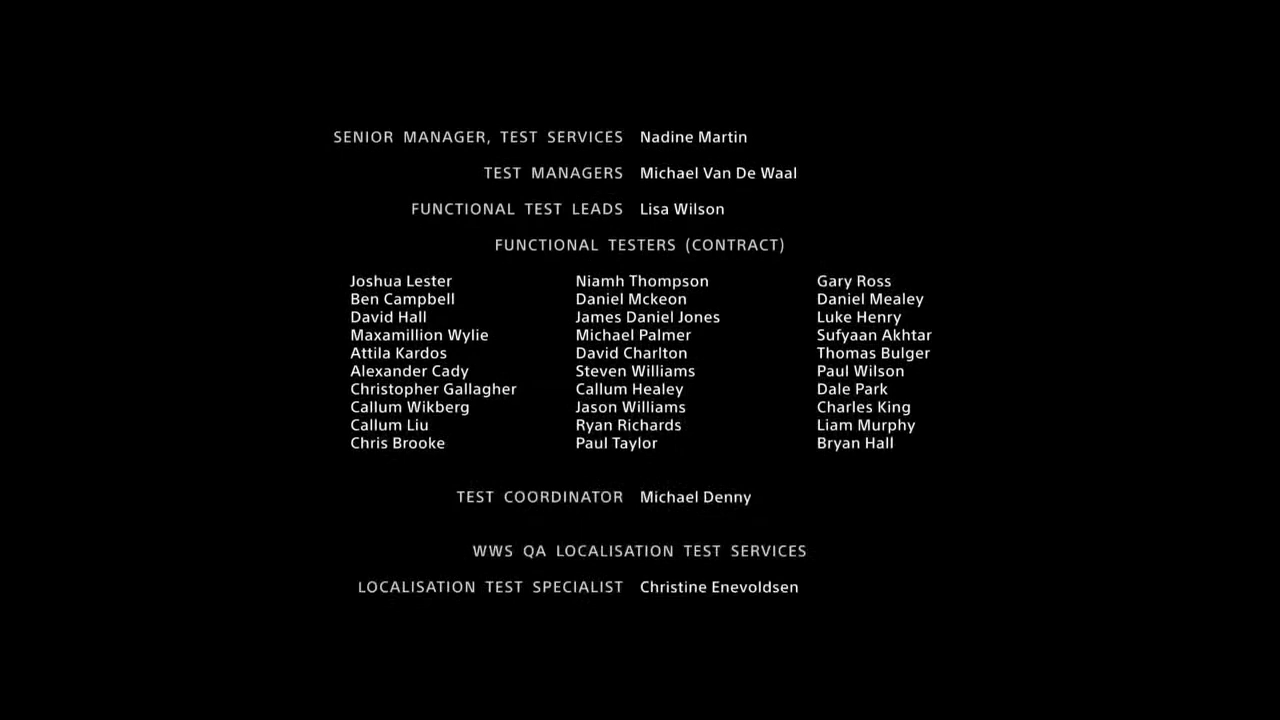 SENIOR MANAGER, TEST SERVICES Nadine Martin
TEST MANAGERS Michael Van De Waal
FUNCTIONAL TEST LEADS Lisa Wilson
FUNCTIONAL TESTERS (CONTRACT)
Joshua Lester Niamh Thompson Gary Ross
Ben Campbell Daniel Mckeon Daniel Mealey
David Hall James Daniel Jones Luke Henry
Maxamillion Wylie Michael Palmer Sufyaan Akhtar
Attila Kardos David Charlton Thomas Bulger
Alexander Cady Steven Williams Paul Wilson
Christopher Gallagher Callum Healey Dale Park
Callum Wikberg Jason Williams Charles King
Callum Liu Ryan Richards Liam Murphy
Chris Brooke Paul Taylor Bryan Hall
TEST COORDINATOR Michael Denny
WWS QA LOCALISATION TEST SERVICES
LOCALISATION TEST SPECIALIST Christine Enevoldsen